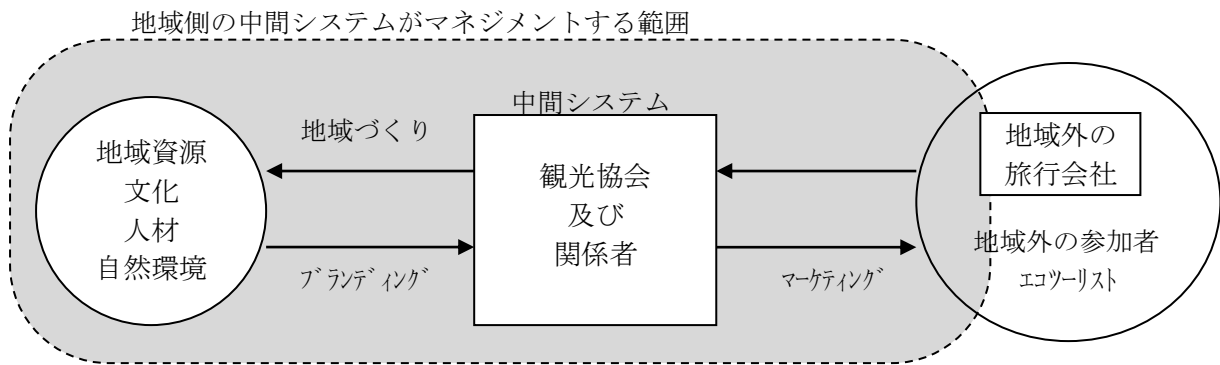 地域側の中間システムがマネジメントする範囲
中間システム
地域づくり
地域資源
文化
人材
自然環境
ブランディング
観光協会
及び
関係者
マーケティング
地域外の
旅行会社
地域外の参加者
エコツーリスト